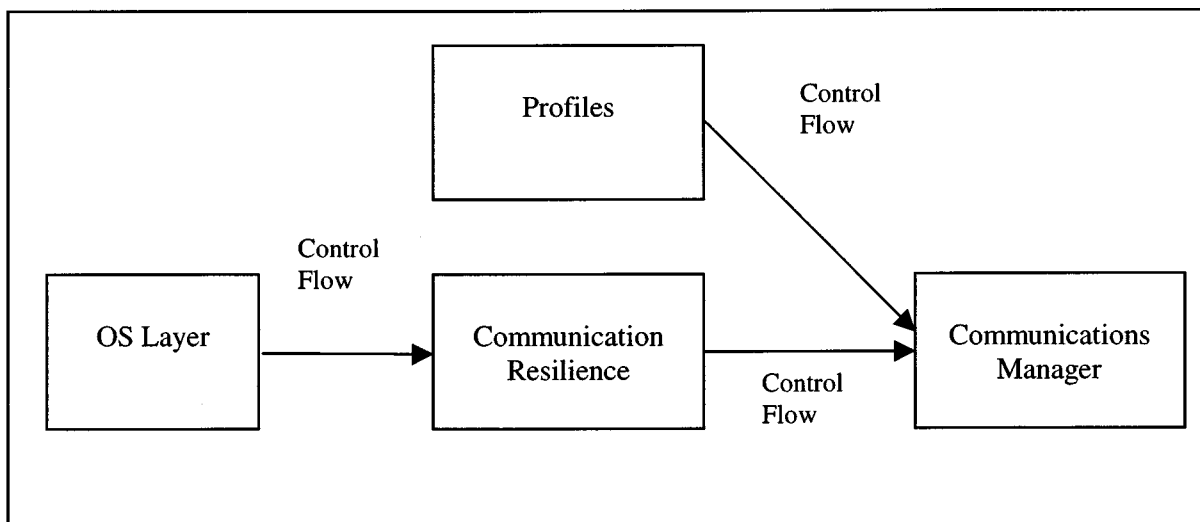 Profiles
Control
Flow
Control
Flow
OS Layer
Communication
Resilience
Communications
Manager
Control
Flow